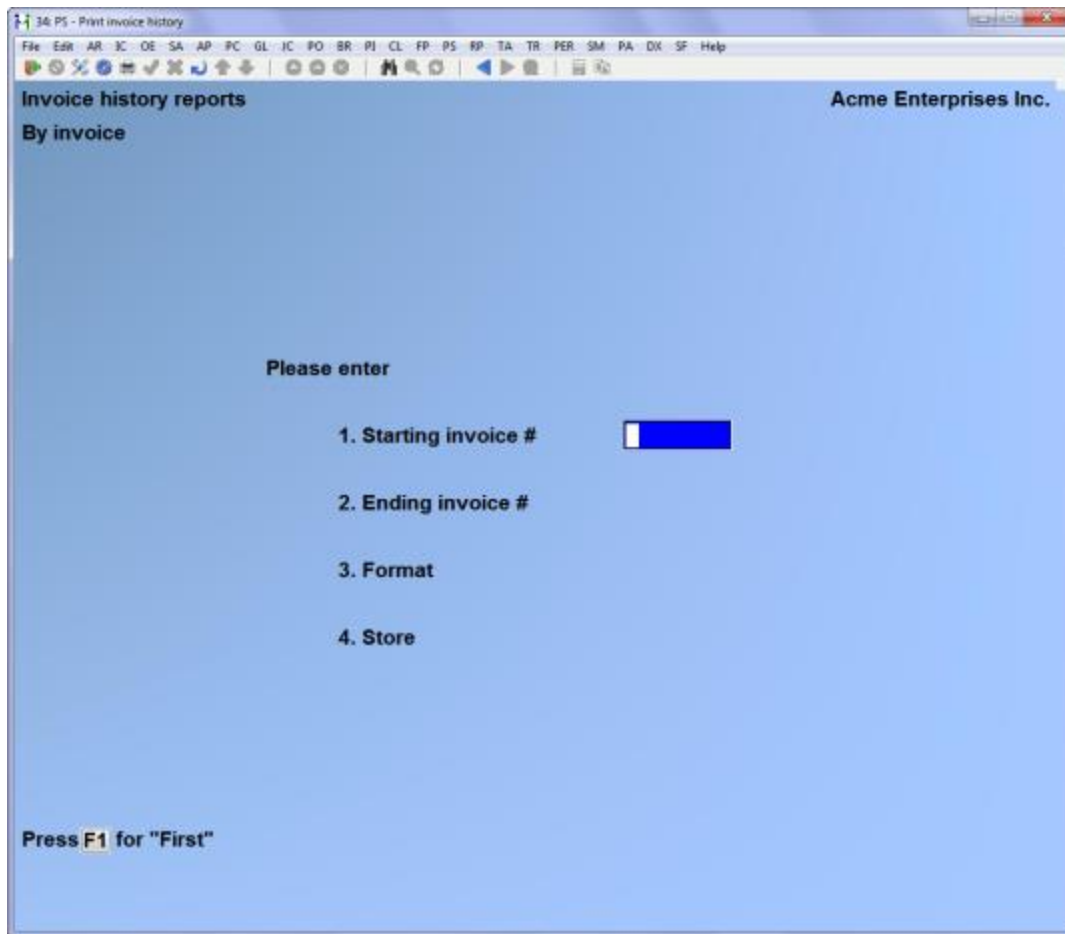 34: PS - Print invoice history
File Edit AR IC OE SA AP PC GL JC PO BR PI CL FP PS RP TA TR PER SM PA DX SF Help
Invoice history reports Acme Enterprises Inc.
By invoice
Please enter
1. Starting invoice #
2. Ending invoice #
3. Format
4. Store
Press F1 for "First"